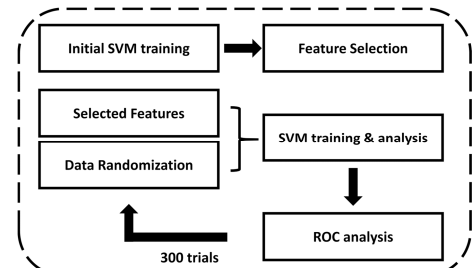 Initial SVM training
Feature Selection
Selected Features
Data Randomization
SVM training & analysis
ROC analysis
300 trials